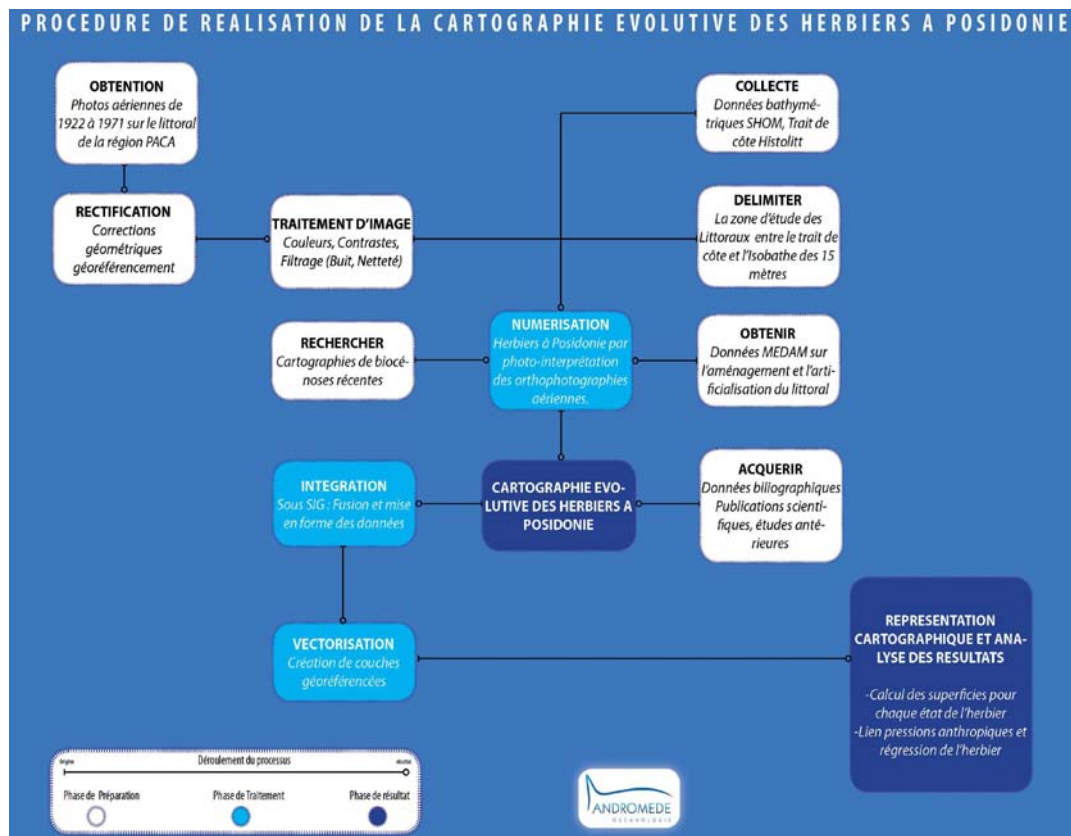 PROCEDURE DE REALISATION DE LA CARTOGRAPHIE EVOLUTIVE DES HERBIERS A POSIDONIE
OBTENTION
Photos aériennes de
1922 à 1971 sur le littoral
de la région PACA
COLLECTE
Données bathymé-
triques SHOM, Trait de
côte Histolitt
RECTIFICATION
Corrections
géométriques
géoréférencement
TRAITEMENT D'IMAGE
Couleurs, Contrastes,
Filtrage (Buit, Netteté)
DELIMITER
La zone d'étude des
Littoraux entre le trait de
côte et l'Isobathe des 15
mètres
RECHERCHER
Cartographies de biocé-
noses récentes
NUMERISATION
Herbiers à Posidonie par
photo-interprétation
des orthophotographies
aériennes.
OBTENIR
Données MEDAM sur
l'aménagement et l'arti-
ficialisation du littoral
INTEGRATION
Sous SIG : Fusion et mise
en forme des données
CARTOGRAPHIE EVO-
LUTIVE DES HERBIERS A
POSIDONIE
ACQUERIR
Données biliographiques
Publications scienti-
fiques, études anté-
rieures
VECTORISATION
Création de couches
géoréférencées
REPRESENTATION
CARTOGRAPHIQUE ET ANA-
LYSE DES RESULTATS
-Calcul des superficies pour
chaque état de l'herbier
-Lien pressions anthropiques et
régression de l'herbier
Origine Déroulement du processus résultat
Phase de Préparation Phase de Traitement Phase de résultat
ANDROMEDE
OCEANOLOGIE